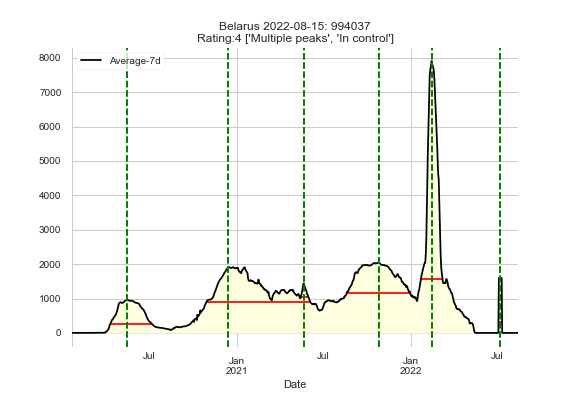 Belarus 2022-08-15: 994037
Rating:4 ['Multiple peaks', 'In control']
Average-7d
8000
7000
6000
5000
4000
3000
2000
1000
0
Jul
Jan
2021
Jul
Jan
2022
Jul
Date